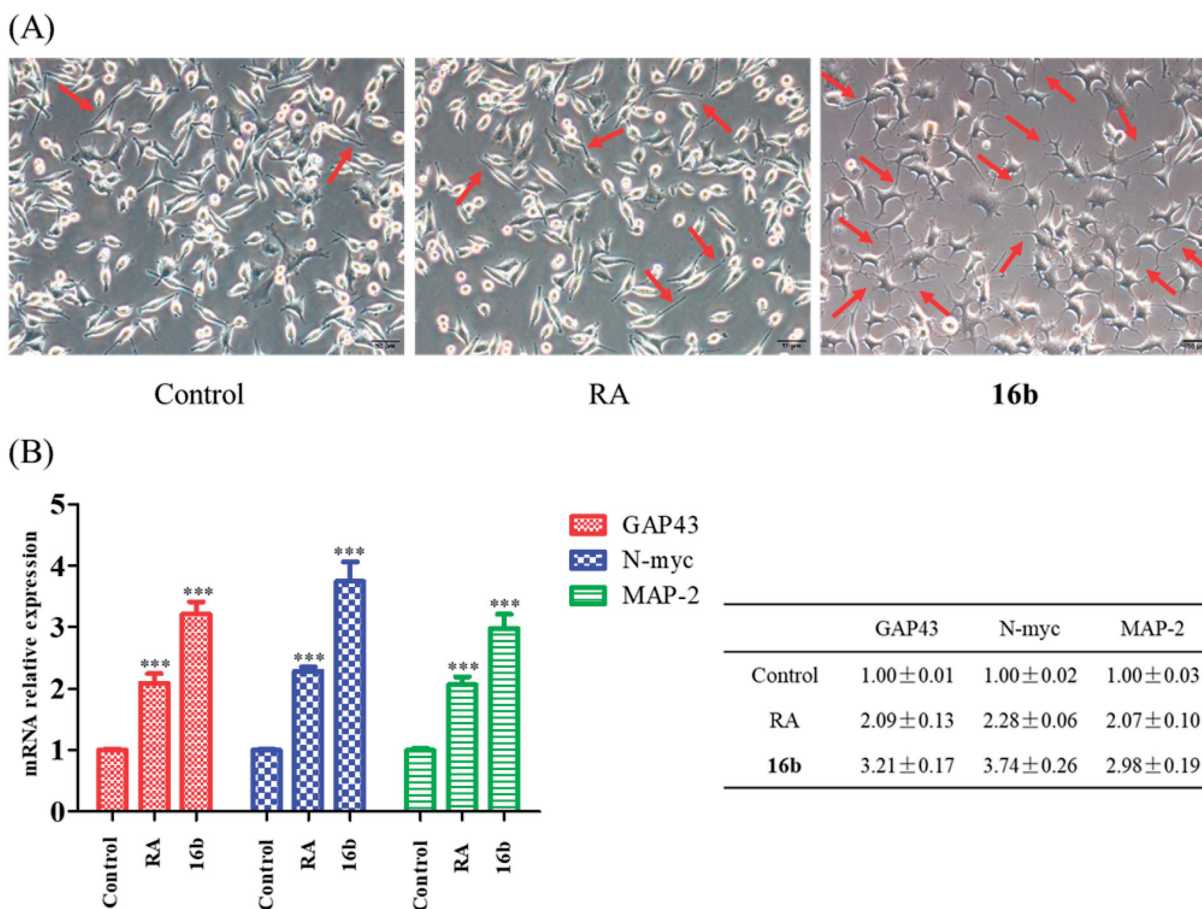 (A)
Control
RA
16b
(B)
mRNA relative expression
5
4
3
2
1
0
***
***
***
***
***
***
Control
RA
16b
Control
RA
16b
Control
RA
16b
GAP43
N-myc
MAP-2
GAP43 N-myc MAP-2
Control 1.00±0.01 1.00±0.02 1.00±0.03
RA 2.09±0.13 2.28±0.06 2.07±0.10
16b 3.21±0.17 3.74±0.26 2.98±0.19